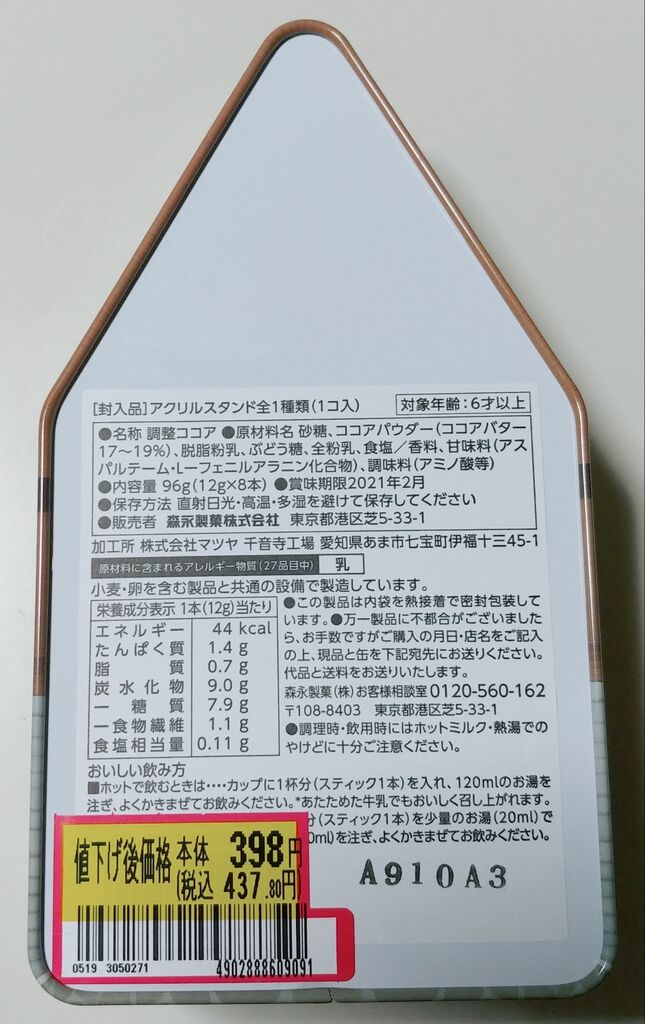 [封入品]アクリルスタンド全1種類(1コ入) 対象年齢:6才以上
●名称 調整ココア ●原材料名 砂糖、ココアパウダー(ココアバター
17〜19%)、脱脂粉乳、ぶどう糖、全粉乳、食塩/香料、甘味料(アス
パルテーム・L-フェニルアラニン化合物)、調味料(アミノ酸等)
●内容量 96g(12g×8本) ●賞味期限2021年2月
●保存方法 直射日光・高温・多湿を避けて保存してください
●販売者 森永製菓株式会社 東京都港区芝5-33-1
加工所 株式会社マツヤ 千音寺工場 愛知県あま市七宝町伊福十三45-1
原材料に含まれるアレルギー物質(27品目中) 乳
小麦・卵を含む製品と共通の設備で製造しています。
栄養成分表示 1本(12g)当たり
エネルギー 44 kcal
たんぱく質 1.4 g
脂質 0.7 g
炭水化物 9.0 g
ー糖質 7.9 g
ー食物繊維 1.1 g
食塩相当量 0.11 g
●この製品は内袋を熱接着で密封包装して
います。●万一製品に不都合がございました
ら、お手数ですがご購入の月日・店名をご記入
の上、現品と缶を下記宛先にお送りください。
代品と送料をお送りいたします。
森永製菓(株)お客様相談室 0120-560-162
〒108-8403 東京都港区芝5-33-1
●調理時・飲用時にはホットミルク・熱湯での
やけどに十分ご注意ください。
おいしい飲み方
■ホットで飲むときは‥‥カップに1杯分(スティック1本)を入れ、120mlのお湯を
注ぎ、よくかきまぜてお飲みください。*あたためた牛乳でもおいしく召し上がれます。
分(スティック1本)を少量のお湯(20ml)で
0ml)を注ぎ、よくかきまぜてお飲みください。
A910A3
値下げ後価格 本体 398円
(税込 437.80円)
0519 3050271
4902888609091